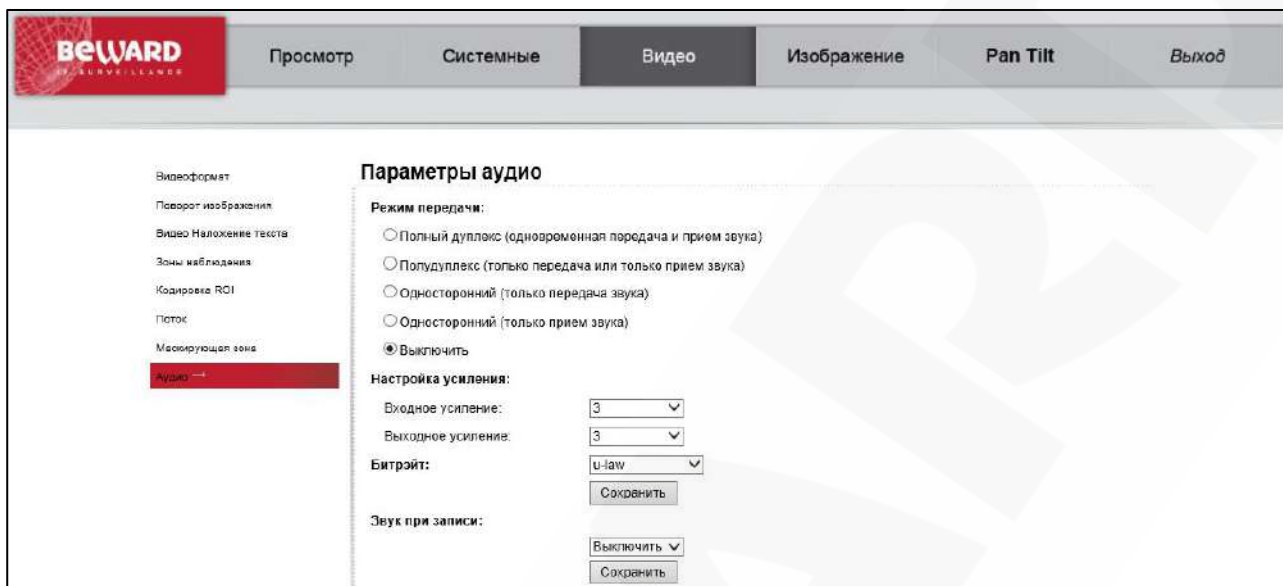 BEWARD
IP SURVEILLANCE
Просмотр
Системные
Видео
Изображение
Pan Tilt
Выход
Видеоформат
Поворот изображения
Видео Наложение текста
Зоны наблюдения
Кодировка ROI
Поток
Маскирующая зона
Аудио →
Параметры аудио
Режим передачи:
Полный дуплекс (одновременная передача и прием звука)
Полудуплекс (только передача или только прием звука)
Односторонний (только передача звука)
Односторонний (только прием звука)
Выключить
Настройка усиления:
Входное усиление: 3
Выходное усиление: 3
Битрэйт: u-law
Сохранить
Звук при записи:
Выключить
Сохранить